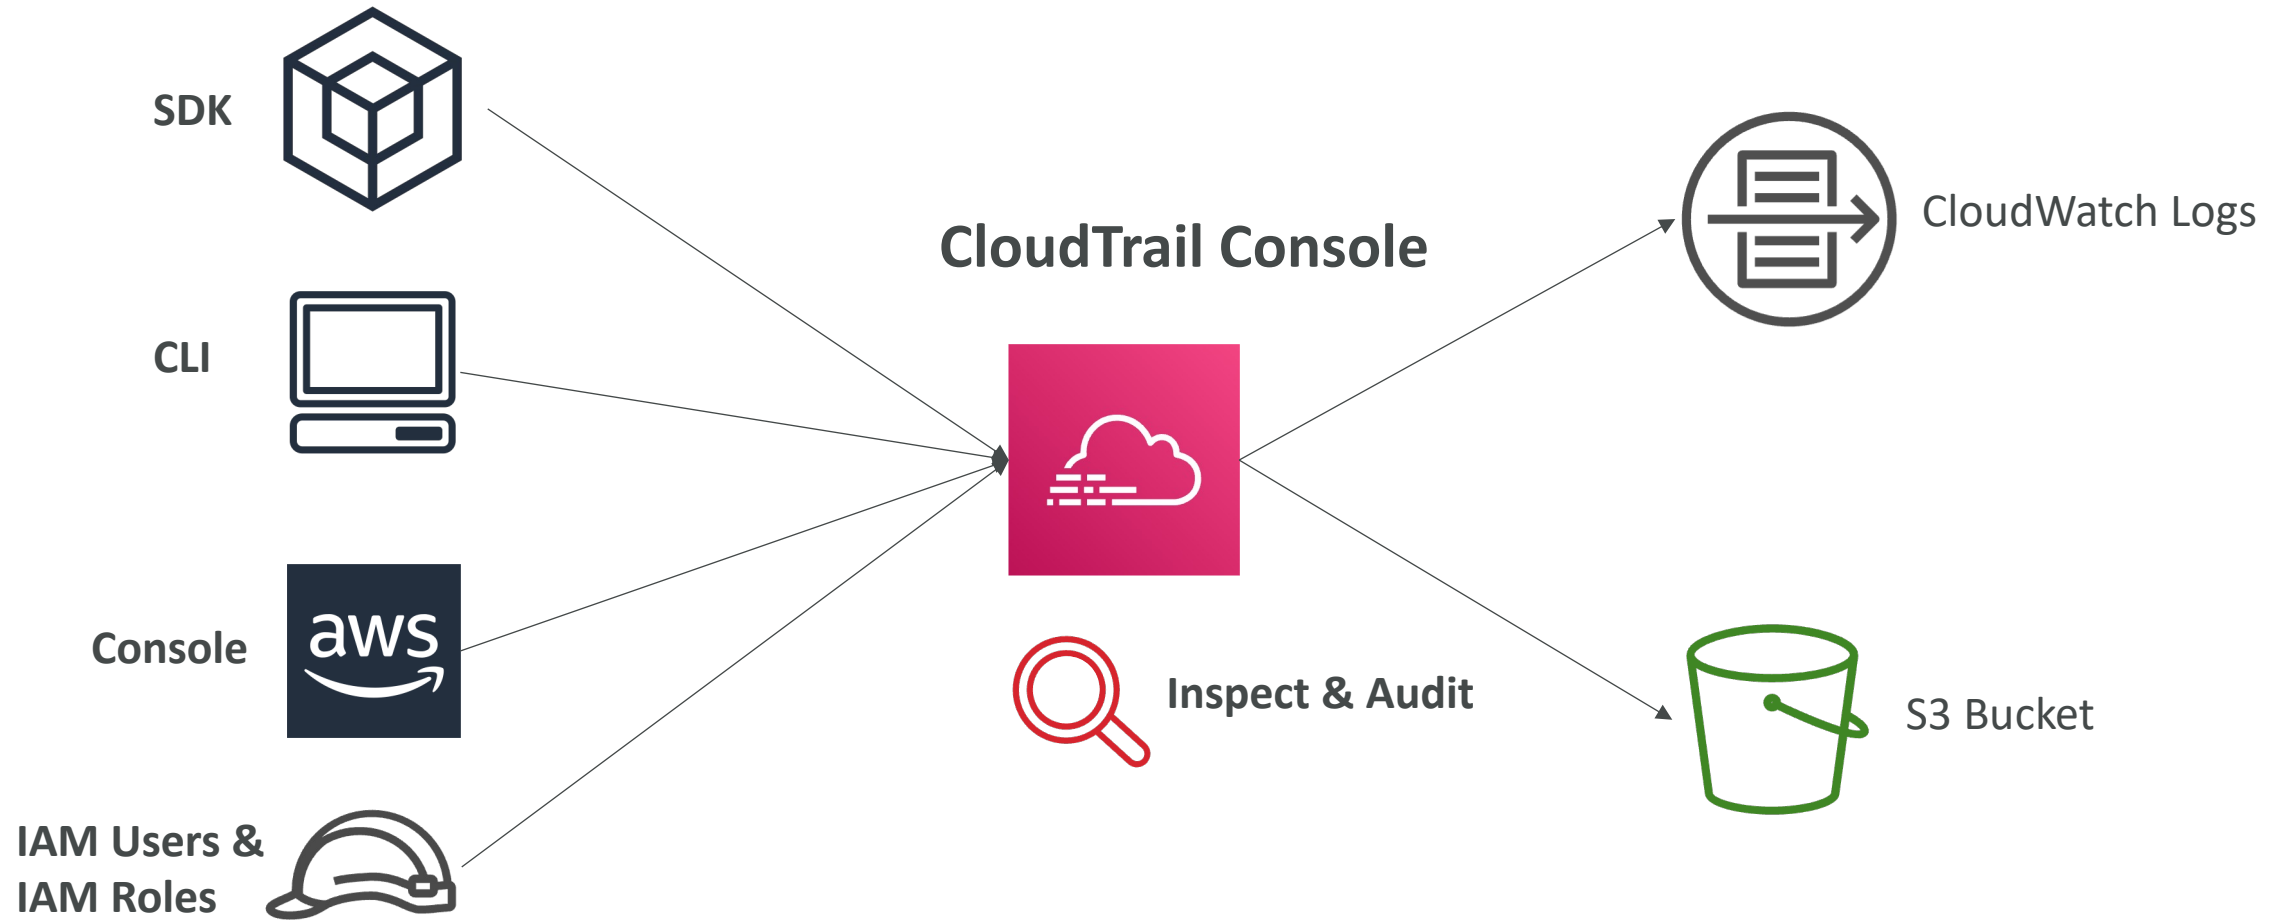 SDK
CLI
Console
aws
IAM Users &
IAM Roles
CloudTrail Console
Inspect & Audit
CloudWatch Logs
S3 Bucket